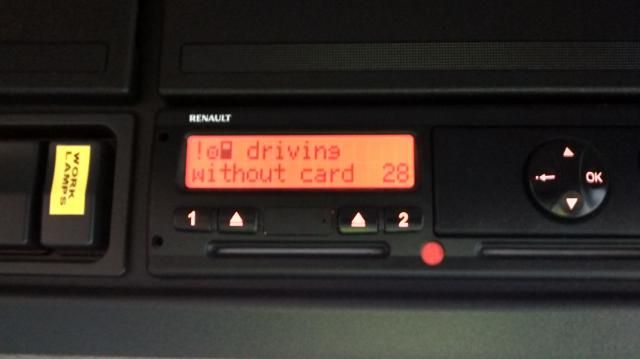 RENAULT
! driving
without card 28
WORK
LAMPS
1
2
OK